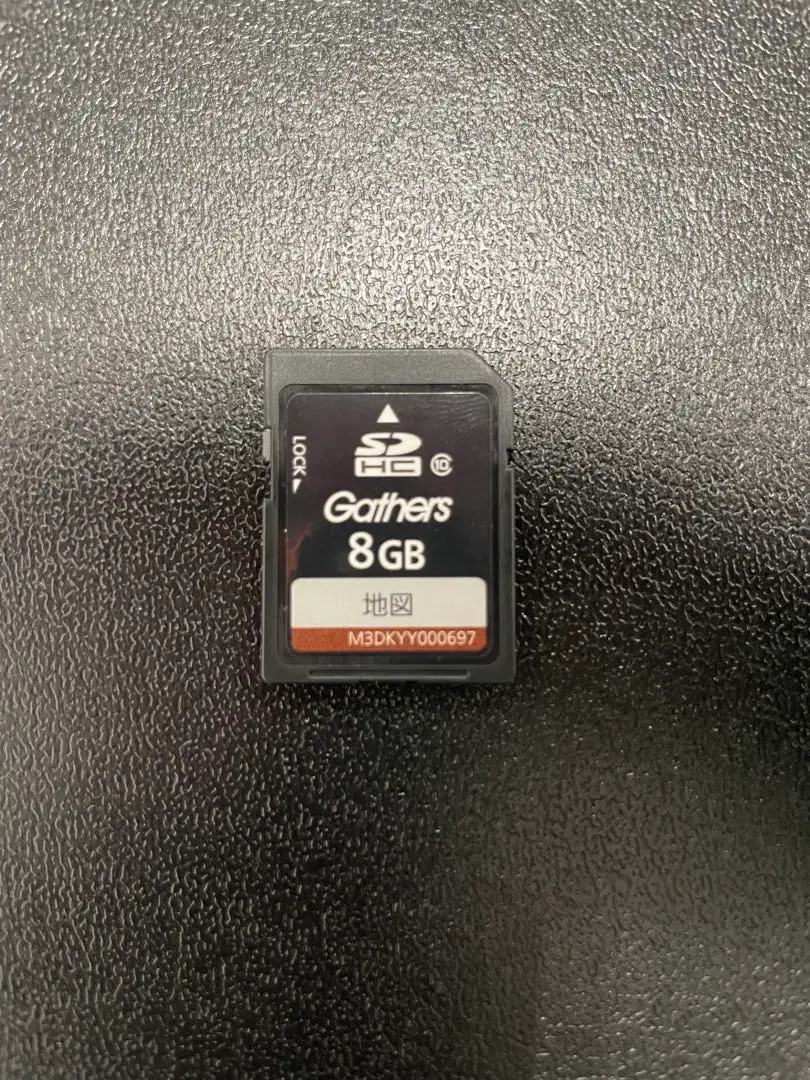 SD
HC 10
LOCK
Gathers
8GB
地図
M3DKYY000697